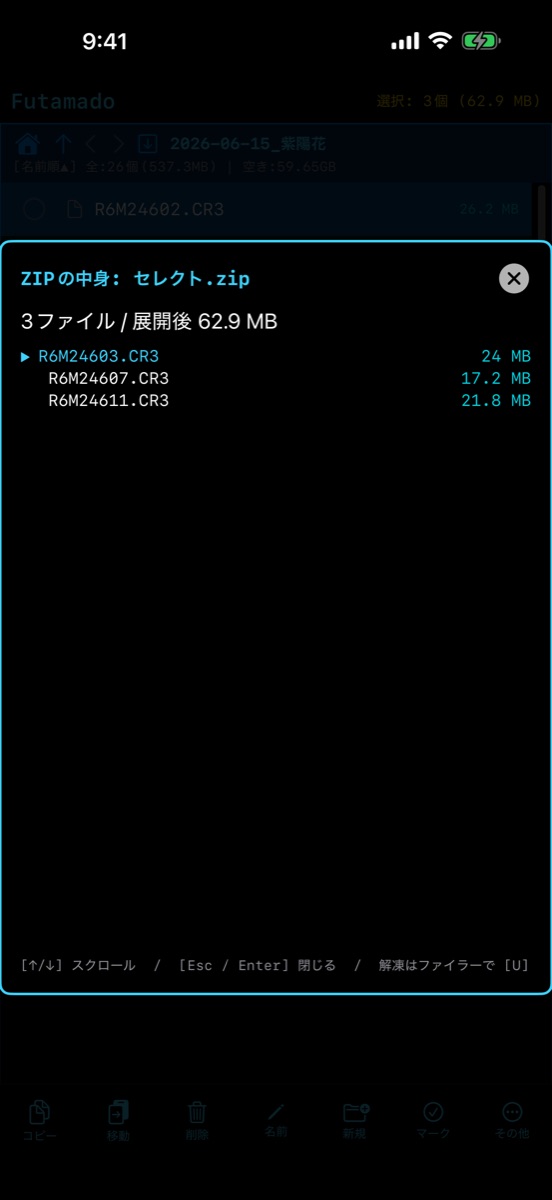 9:41
Futamado 選択: 3個 (62.9 MB)
2026-06-15_紫陽花
[名前順▲] 全:26個(537.3MB) | 空き:59.65GB
R6M24602.CR3 26.2 MB
ZIPの中身: セレクト.zip
3ファイル / 展開後 62.9 MB
▶ R6M24603.CR3 24 MB
R6M24607.CR3 17.2 MB
R6M24611.CR3 21.8 MB
[↑/↓] スクロール / [Esc / Enter] 閉じる / 解凍はファイラーで [U]
コピー 移動 削除 名前 新規 マーク その他